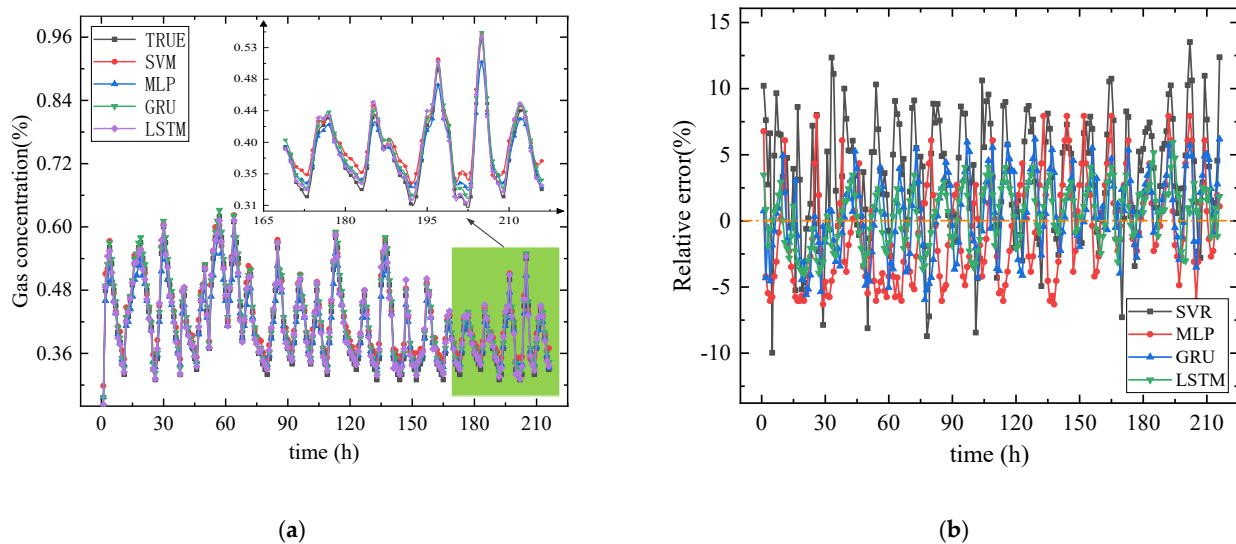 0.96
0.84
0.72
0.60
0.48
0.36
Gas concentration(%)
TRUE
SVM
MLP
GRU
LSTM
0.53
0.48
0.44
0.40
0.35
0.31
165 180 195 210
0 30 60 90 120 150 180 210
time (h)
(a)
15
10
5
0
-5
-10
Relative error(%)
SVR
MLP
GRU
LSTM
0 30 60 90 120 150 180 210
time (h)
(b)